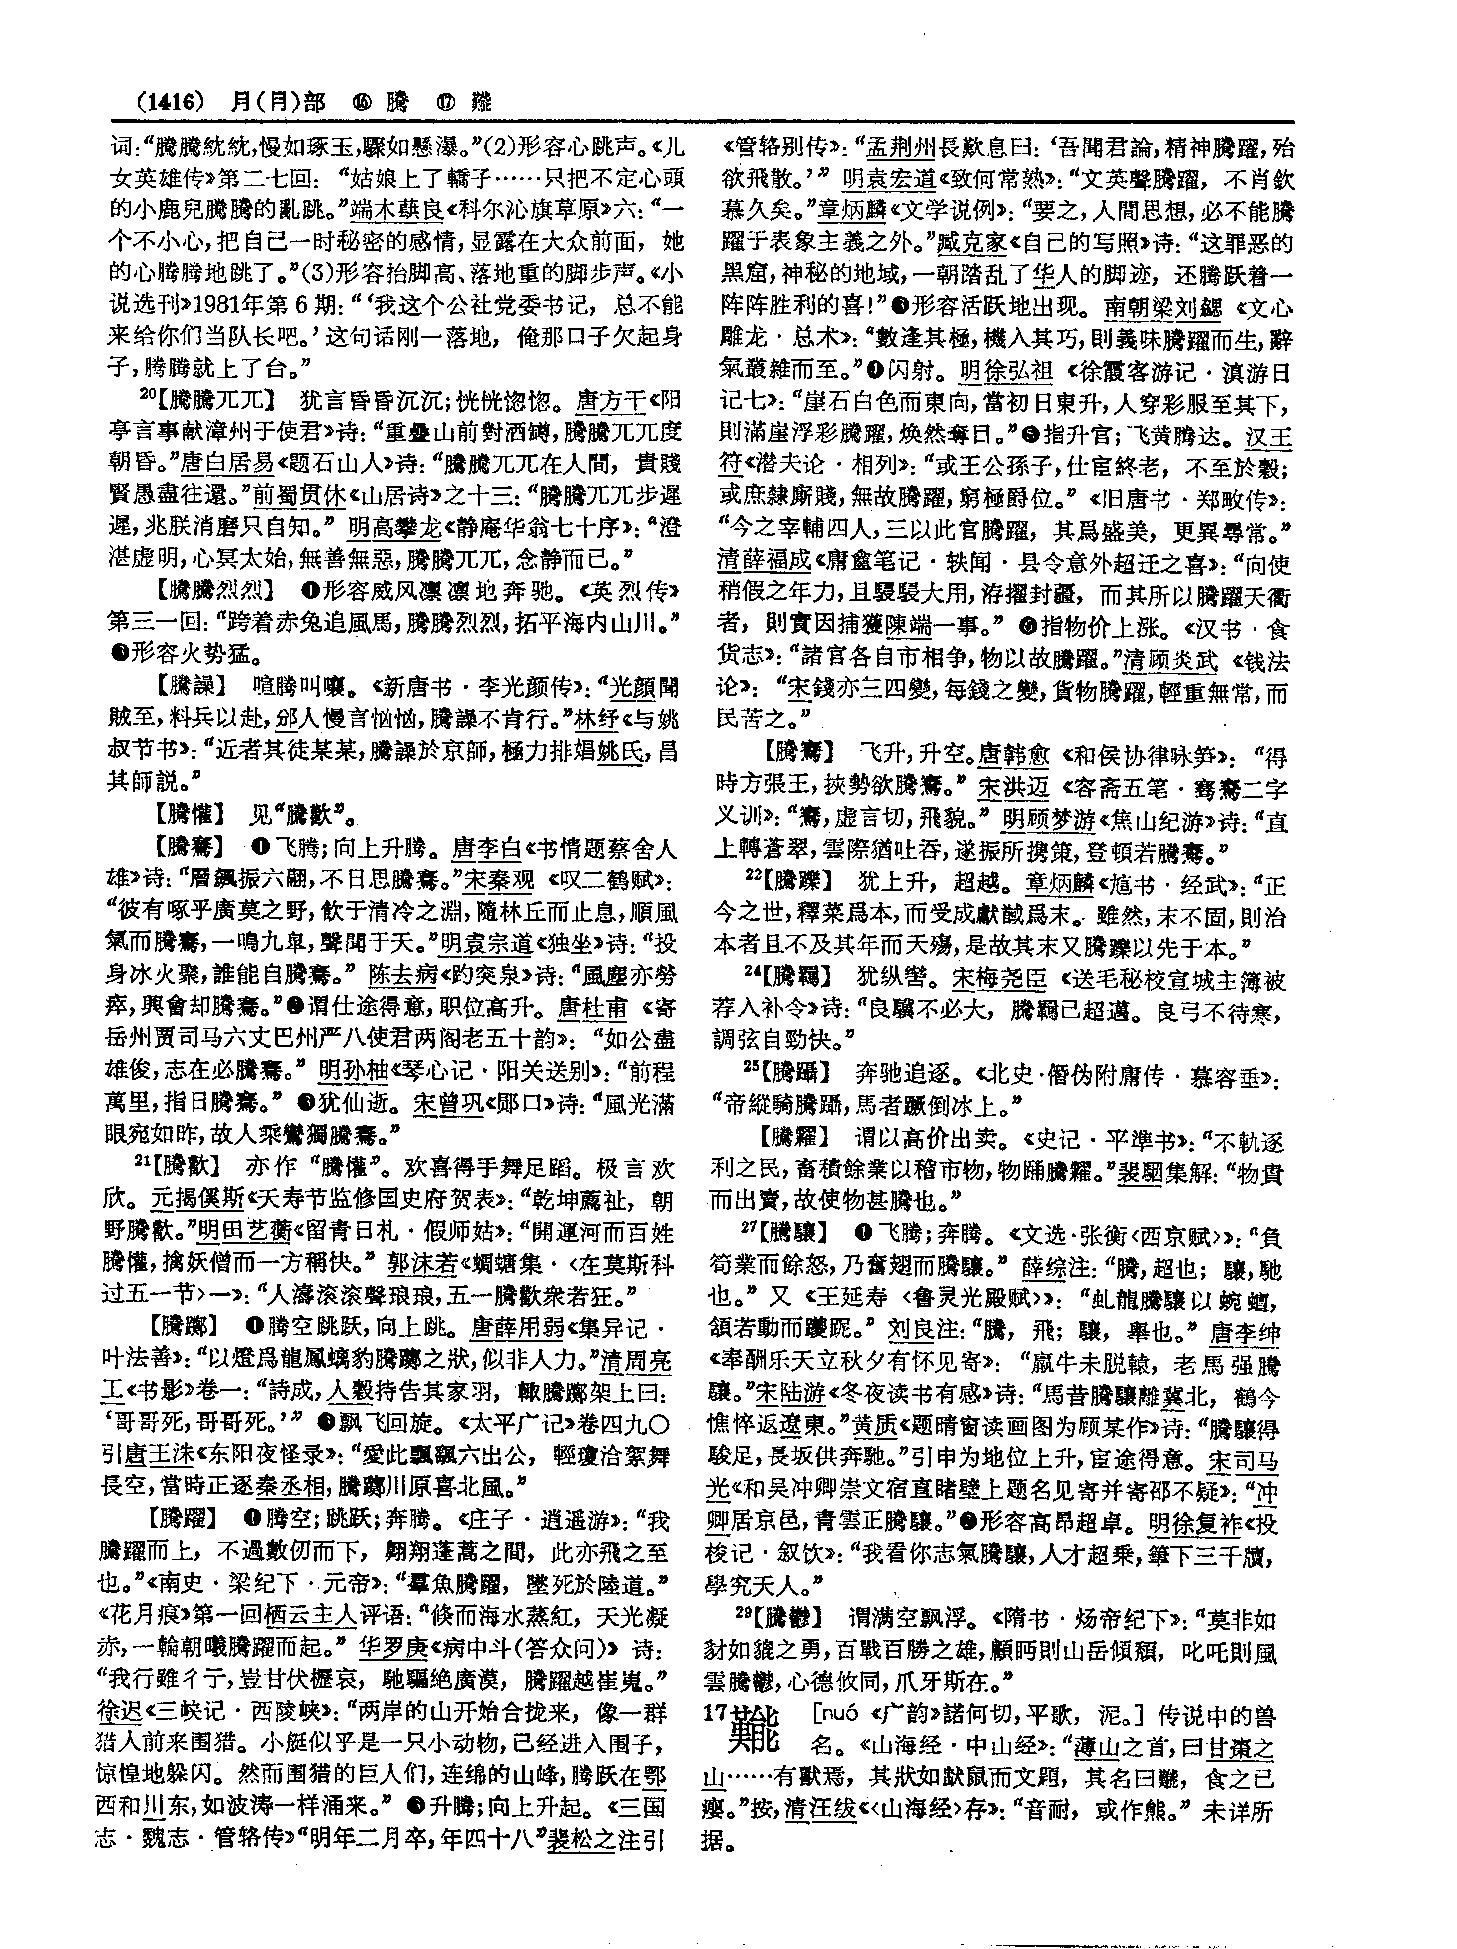 (1416) 月(⺼)部 ⑯ 腾 ⑰ 䑃
词：“騰騰紞紞，慢如琢玉，驟如懸瀑。”(2)形容心跳声。《儿
女英雄传》第二七回：“姑娘上了轎子……只把不定心頭
的小鹿兒騰騰的亂跳。”端木蕻良《科尔沁旗草原》六：“一
个不小心，把自己一时秘密的感情，显露在大众前面，她
的心腾腾地跳了。”(3)形容抬脚高、落地重的脚步声。《小
说选刊》1981年第6期：“‘我这个公社党委书记，总不能
来给你们当队长吧。’这句话刚一落地，俺那口子欠起身
子，腾腾就上了台。”
20【騰騰兀兀】 犹言昏昏沉沉；恍恍惚惚。唐方干《阳
亭言事献漳州于使君》诗：“重疊山前對酒罇，騰騰兀兀度
朝昏。”唐白居易《题石山人》诗：“騰騰兀兀在人間，貴賤
賢愚盡往還。”前蜀贯休《山居诗》之十三：“騰騰兀兀步遲
遲，兆朕消磨只自知。”明高攀龙《静庵华翁七十序》：“澄
湛虚明，心冥太始，無善無惡，騰騰兀兀，念静而已。”
【騰騰烈烈】 ❶形容威风凛凛地奔驰。《英烈传》
第三一回：“跨着赤兔追風馬，騰騰烈烈，拓平海内山川。”
❷形容火势猛。
【騰譟】 喧腾叫嚷。《新唐书·李光颜传》：“光顔聞
賊至，料兵以赴，邠人慢言恟恟，騰譟不肯行。”林纾《与姚
叔节书》：“近者其徒某某，騰譟於京師，極力排娼姚氏，昌
其師説。”
【騰懽】 见“騰歡”。
【騰騫】 ❶飞腾；向上升腾。唐李白《书情题蔡舍人
雄》诗：“層飆振六翮，不日思騰騫。”宋秦观《叹二鹤赋》：
“彼有啄乎廣莫之野，飲于清冷之淵，隨林丘而止息，順風
氣而騰騫，一鳴九臯，聲聞于天。”明袁宗道《独坐》诗：“投
身冰火聚，誰能自騰騫。”陈去病《趵突泉》诗：“風塵亦勞
瘁，興會却騰騫。”❷谓仕途得意，职位高升。唐杜甫《寄
岳州贾司马六丈巴州严八使君两阁老五十韵》：“如公盡
雄俊，志在必騰騫。”明孙柚《琴心记·阳关送别》：“前程
萬里，指日騰騫。”❸犹仙逝。宋曾巩《郧口》诗：“風光滿
眼宛如昨，故人乘鸞獨騰騫。”
21【騰歡】 亦作“騰懽”。欢喜得手舞足蹈。极言欢
欣。元揭傒斯《天寿节监修国史府贺表》：“乾坤薦祉，朝
野騰歡。”明田艺蘅《留青日札·假师姑》：“開運河而百姓
騰懽，擒妖僧而一方稱快。”郭沫若《蜩螗集·〈在莫斯科
过五一节〉一》：“人濤滚滚聲琅琅，五一騰歡衆若狂。”
【騰躑】 ❶腾空跳跃，向上跳。唐薛用弱《集异记·
叶法善》：“以燈爲龍鳳螭豹騰躑之狀，似非人力。”清周亮
工《书影》卷一：“詩成，人穀持告其家羽，輒騰躑架上曰：
‘哥哥死，哥哥死。’”❷飘飞回旋。《太平广记》卷四九〇
引唐王洙《东阳夜怪录》：“愛此飄飖六出公，輕瓊洽絮舞
長空，當時正逐秦丞相，騰躑川原喜北風。”
【騰躍】 ❶腾空；跳跃；奔腾。《庄子·逍遥游》：“我
騰躍而上，不過數仞而下，翱翔蓬蒿之間，此亦飛之至
也。”《南史·梁纪下·元帝》：“羣魚騰躍，墜死於陸道。”
《花月痕》第一回栖云主人评语：“倏而海水蒸紅，天光凝
赤，一輪朝曦騰躍而起。”华罗庚《病中斗(答众问)》诗：
“我行雖彳亍，豈甘伏櫪哀，馳驅绝廣漠，騰躍越崔嵬。”
徐迟《三峡记·西陵峡》：“两岸的山开始合拢来，像一群
猎人前来围猎。小艇似乎是一只小动物，已经进入围子，
惊惶地躲闪。然而围猎的巨人们，连绵的山峰，腾跃在鄂
西和川东，如波涛一样涌来。”❷升腾；向上升起。《三国
志·魏志·管辂传》“明年二月卒，年四十八”裴松之注引
《管辂别传》：“孟荆州長歎息曰：‘吾聞君論，精神騰躍，殆
欲飛散。’”明袁宏道《致何常熟》：“文英聲騰躍，不肖欽
慕久矣。”章炳麟《文学说例》：“要之，人間思想，必不能騰
躍于表象主義之外。”臧克家《自己的写照》诗：“这罪恶的
黑窟，神秘的地域，一朝踏乱了华人的脚迹，还腾跃着一
阵阵胜利的喜！”❸形容活跃地出现。南朝梁刘勰《文心
雕龙·总术》：“數逢其極，機入其巧，則義味騰躍而生，辭
氣叢雜而至。”❹闪射。明徐弘祖《徐霞客游记·滇游日
记七》：“崖石白色而東向，當初日東升，人穿彩服至其下，
則滿崖浮彩騰躍，焕然奪目。”❺指升官；飞黄腾达。汉王
符《潜夫论·相列》：“或王公孫子，仕宦終老，不至於穀；
或庶隸廝賤，無故騰躍，窮極爵位。”《旧唐书·郑畋传》：
“今之宰輔四人，三以此官騰躍，其爲盛美，更異尋常。”
清薛福成《庸盦笔记·轶闻·县令意外超迁之喜》：“向使
稍假之年力，且駸駸大用，洊擢封疆，而其所以騰躍天衢
者，則實因捕獲陳端一事。”❻指物价上涨。《汉书·食
货志》：“諸官各自市相争，物以故騰躍。”清顾炎武《钱法
论》：“宋錢亦三四變，每錢之變，貨物騰躍，輕重無常，而
民苦之。”
【騰鶱】 飞升，升空。唐韩愈《和侯协律咏笋》：“得
時方張王，挾勢欲騰鶱。”宋洪迈《容斋五笔·骞鶱二字
义训》：“鶱，虚言切，飛貌。”明顾梦游《焦山纪游》诗：“直
上轉蒼翠，雲際猶吐吞，遂振所携策，登頓若騰鶱。”
22【騰躒】 犹上升，超越。章炳麟《訄书·经武》：“正
今之世，釋菜爲本，而受成獻馘爲末。雖然，末不固，則治
本者且不及其年而天殤，是故其末又騰躒以先于本。”
24【騰羈】 犹纵辔。宋梅尧臣《送毛秘校宣城主簿被
荐入补令》诗：“良驥不必大，騰羈已超邁。良弓不待寒，
調弦自勁快。”
25【騰躡】 奔驰追逐。《北史·僭伪附庸传·慕容垂》：
“帝縱騎騰躡，馬者蹶倒冰上。”
【騰糶】 谓以高价出卖。《史记·平準书》：“不軌逐
利之民，畜積餘業以稽市物，物踊騰糶。”裴駰集解：“物貴
而出賣，故使物甚騰也。”
27【騰驤】 ❶飞腾；奔腾。《文选·张衡〈西京赋〉》：“負
筍業而餘怒，乃奮翅而騰驤。”薛综注：“騰，超也；驤，馳
也。”又《王延寿〈鲁灵光殿赋〉》：“虬龍騰驤以蜿蟺，
頷若動而躨跜。”刘良注：“騰，飛；驤，舉也。”唐李绅
《奉酬乐天立秋夕有怀见寄》：“羸牛未脱轅，老馬强騰
驤。”宋陆游《冬夜读书有感》诗：“馬昔騰驤離冀北，鶴今
憔悴返遼東。”黄质《题晴窗读画图为顾某作》诗：“騰驤得
駿足，長坂供奔馳。”引申为地位上升，宦途得意。宋司马
光《和吴冲卿崇文宿直睹壁上题名见寄并寄邵不疑》：“冲
卿居京邑，青雲正騰驤。”❷形容高昂超卓。明徐复祚《投
梭记·叙饮》：“我看你志氣騰驤，人才超乘，筆下三千牘，
學究天人。”
29【騰鬱】 谓满空飘浮。《隋书·炀帝纪下》：“莫非如
豺如貔之勇，百戰百勝之雄，顧眄則山岳傾頽，叱吒則風
雲騰鬱，心德攸同，爪牙斯在。”
17 䑃 [nuó 《广韵》諾何切，平歌，泥。] 传说中的兽
名。《山海经·中山经》：“薄山之首，曰甘棗之
山……有獸焉，其狀如㺉鼠而文題，其名曰䑃，食之已
瘿。”按，清汪绂《〈山海经〉存》：“音耐，或作熊。”未详所
据。